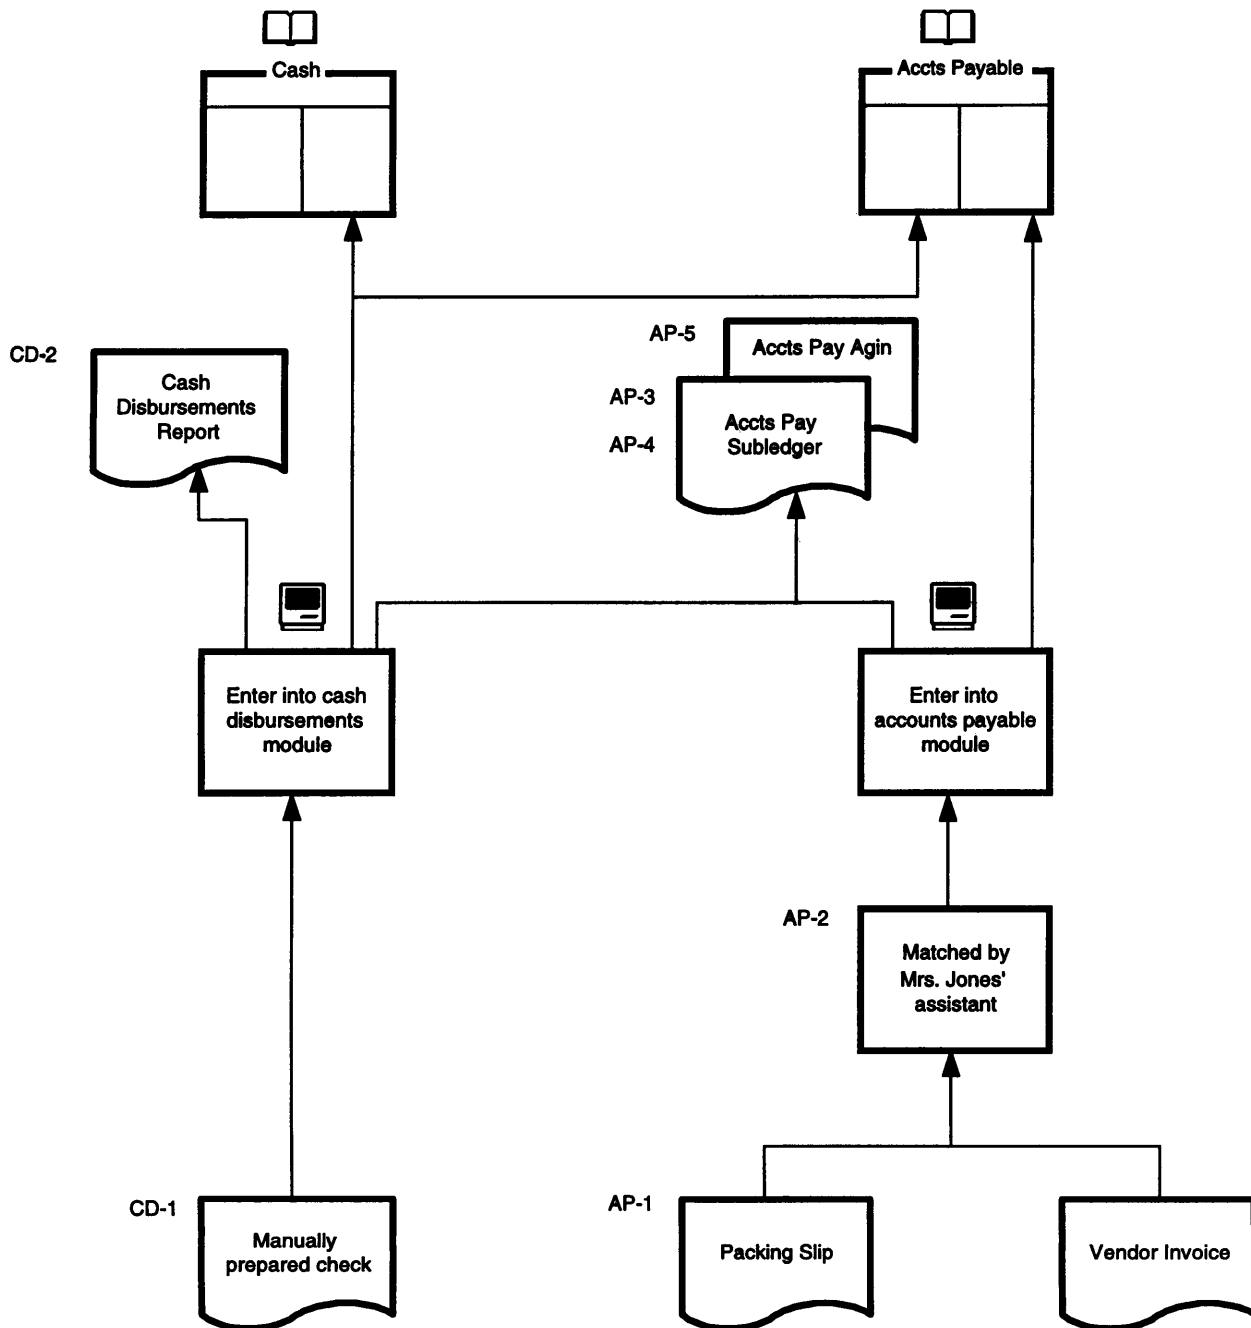 Cash
Accts Payable
AP-5
Accts Pay Agin
CD-2
Cash
Disbursements
Report
AP-3
AP-4
Accts Pay
Subledger
Enter into cash
disbursements
module
Enter into
accounts payable
module
AP-2
Matched by
Mrs. Jones'
assistant
CD-1
Manually
prepared check
AP-1
Packing Slip
Vendor Invoice